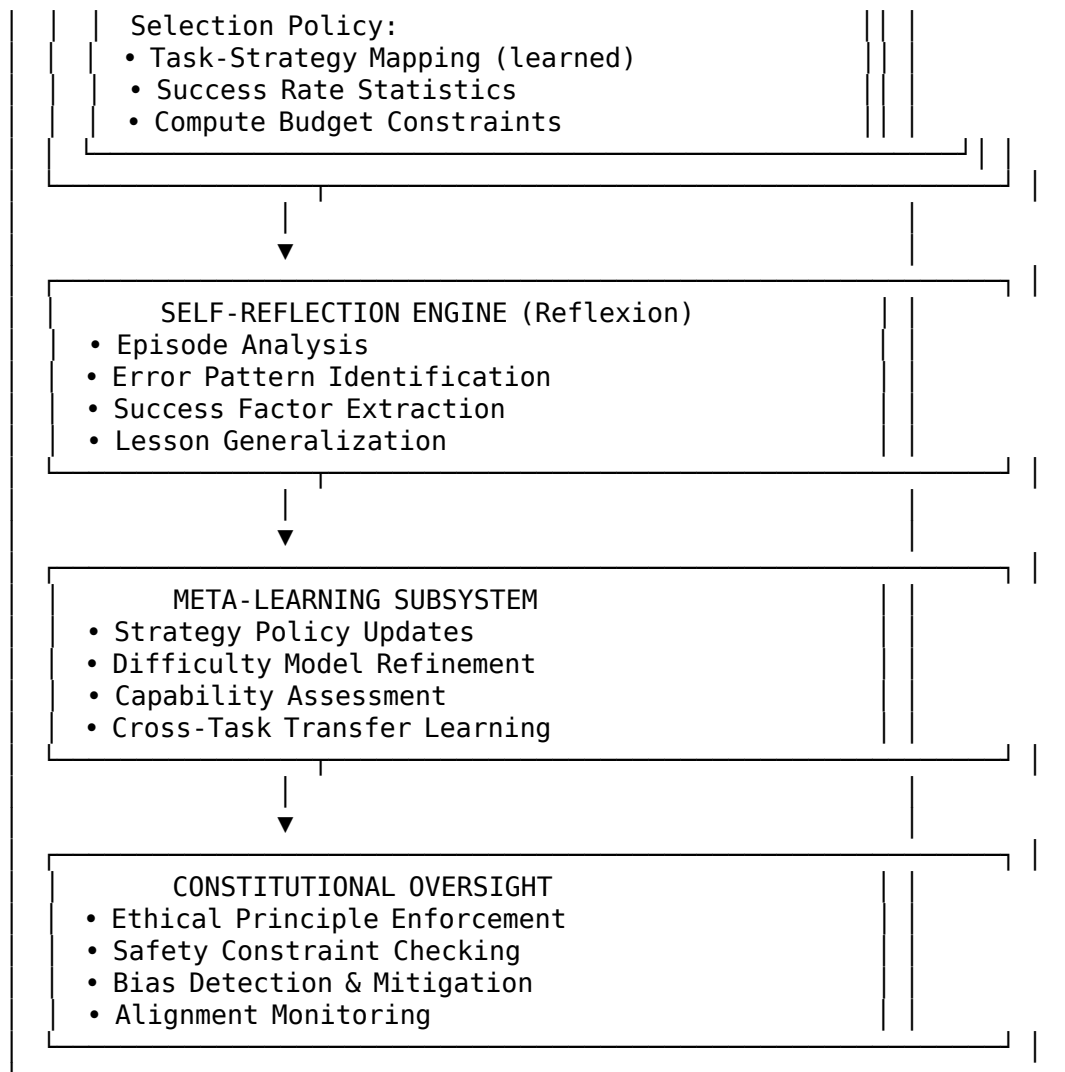 Selection Policy:
• Task-Strategy Mapping (learned)
• Success Rate Statistics
• Compute Budget Constraints
SELF-REFLECTION ENGINE (Reflexion)
• Episode Analysis
• Error Pattern Identification
• Success Factor Extraction
• Lesson Generalization
META-LEARNING SUBSYSTEM
• Strategy Policy Updates
• Difficulty Model Refinement
• Capability Assessment
• Cross-Task Transfer Learning
CONSTITUTIONAL OVERSIGHT
• Ethical Principle Enforcement
• Safety Constraint Checking
• Bias Detection & Mitigation
• Alignment Monitoring